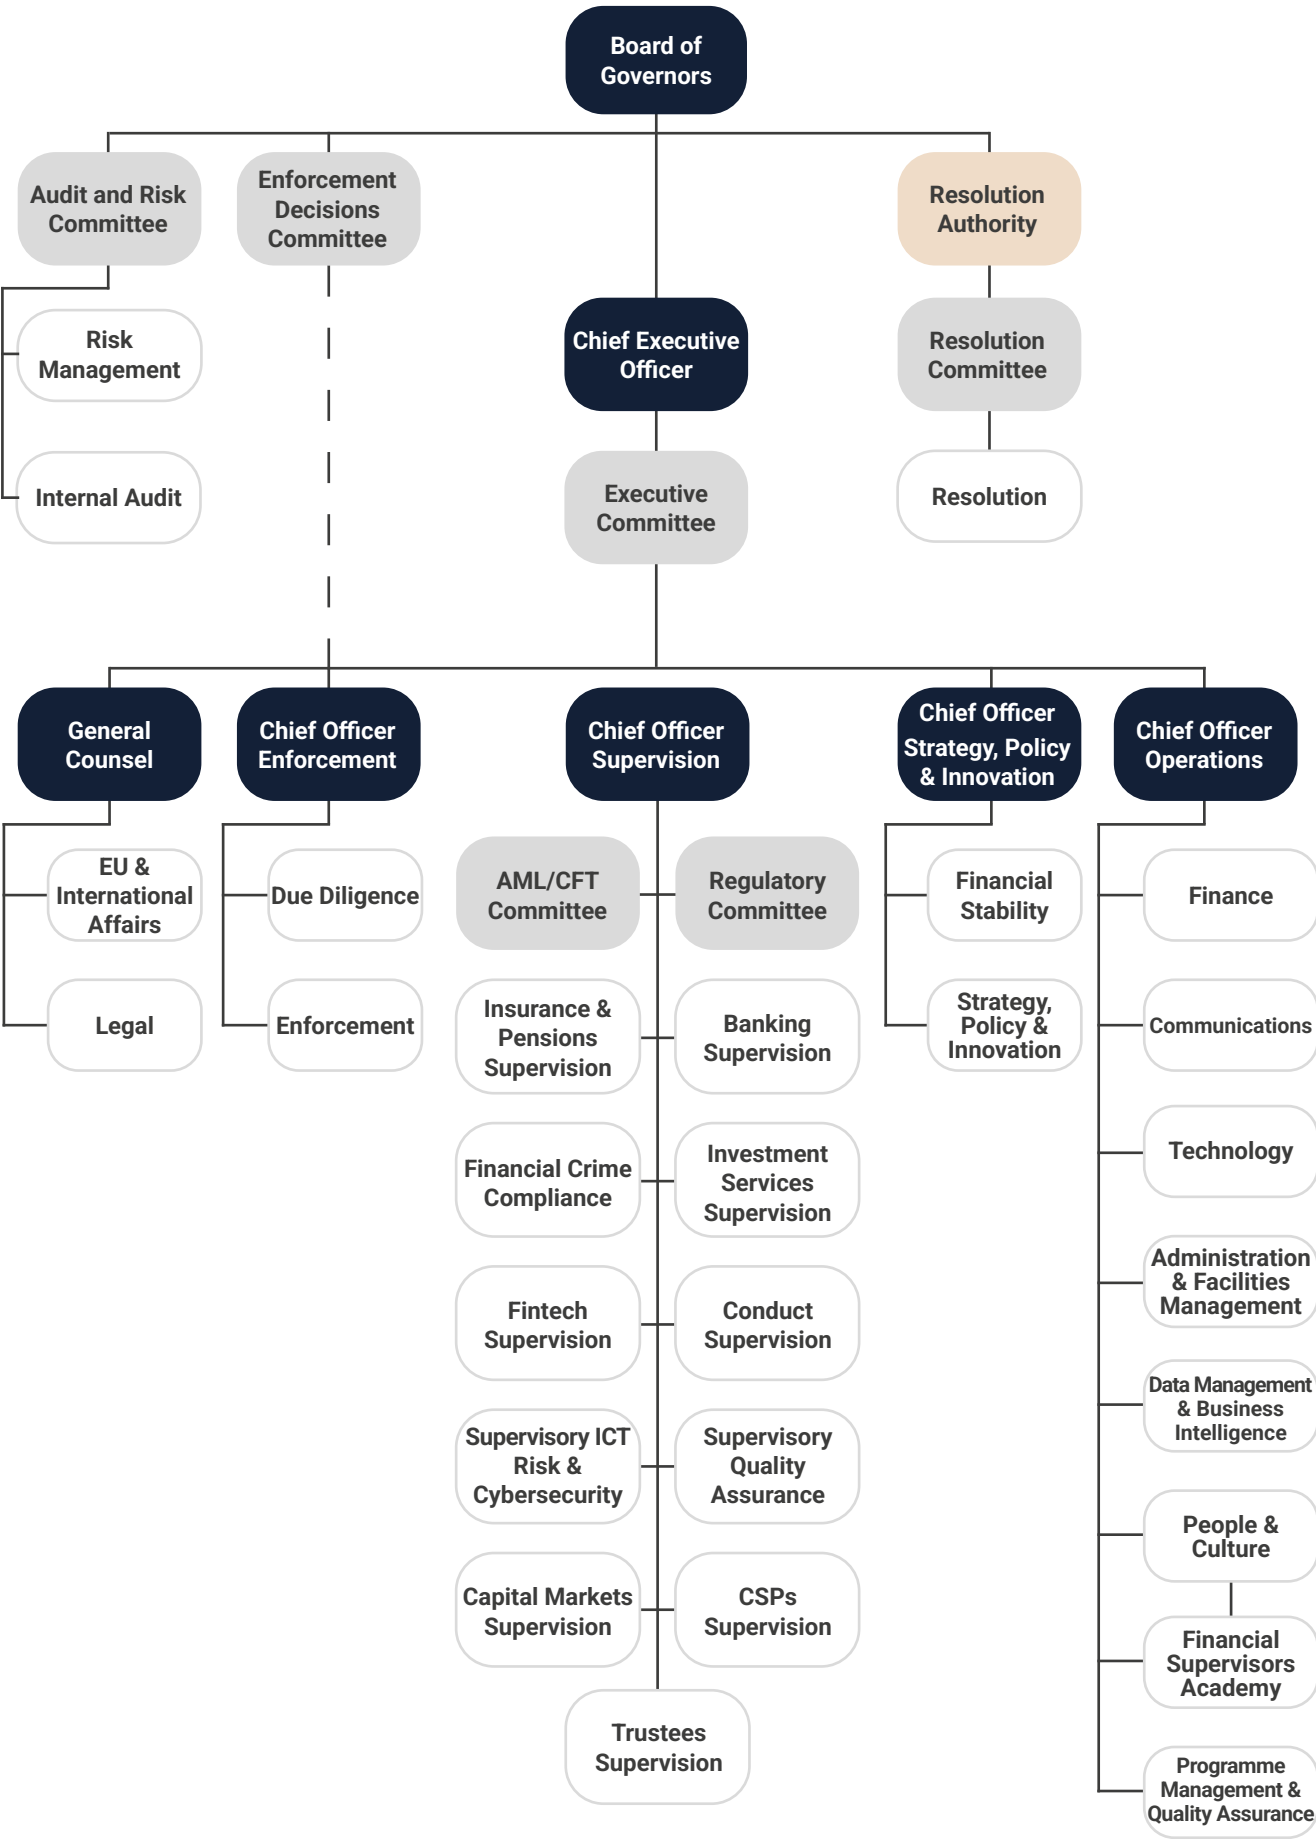 Board of
Governors
Audit and Risk
Committee
Enforcement
Decisions
Committee
Resolution
Authority
Risk
Management
Chief Executive
Officer
Resolution
Committee
Internal Audit
Executive
Committee
Resolution
General
Counsel
Chief Officer
Enforcement
Chief Officer
Supervision
Chief Officer
Strategy, Policy
& Innovation
Chief Officer
Operations
EU &
International
Affairs
Legal
Due Diligence
Enforcement
AML/CFT
Committee
Regulatory
Committee
Insurance &
Pensions
Supervision
Banking
Supervision
Financial Crime
Compliance
Investment
Services
Supervision
Fintech
Supervision
Conduct
Supervision
Supervisory ICT
Risk &
Cybersecurity
Supervisory
Quality
Assurance
Capital Markets
Supervision
CSPs
Supervision
Trustees
Supervision
Financial
Stability
Strategy,
Policy &
Innovation
Finance
Communications
Technology
Administration
& Facilities
Management
Data Management
& Business
Intelligence
People &
Culture
Financial
Supervisors
Academy
Programme
Management &
Quality Assurance